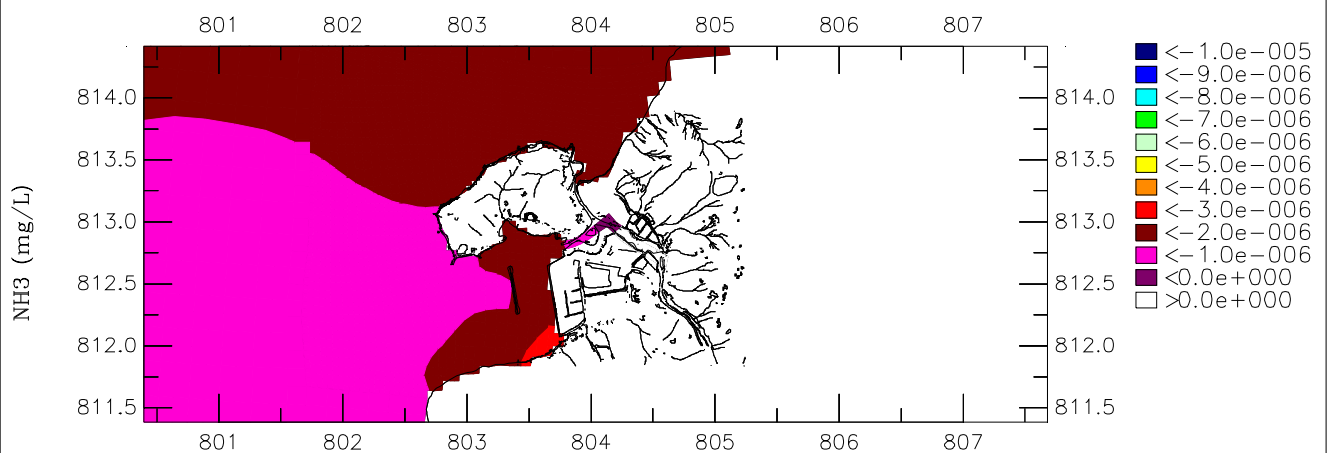 801 802 803 804 805 806 807
814.0 814.0
813.5 813.5
813.0 813.0
812.5 812.5
812.0 812.0
811.5 811.5
801 802 803 804 805 806 807
NH3 (mg/L)
<-1.0e-005
<-9.0e-006
<-8.0e-006
<-7.0e-006
<-6.0e-006
<-5.0e-006
<-4.0e-006
<-3.0e-006
<-2.0e-006
<-1.0e-006
<0.0e+000
>0.0e+000